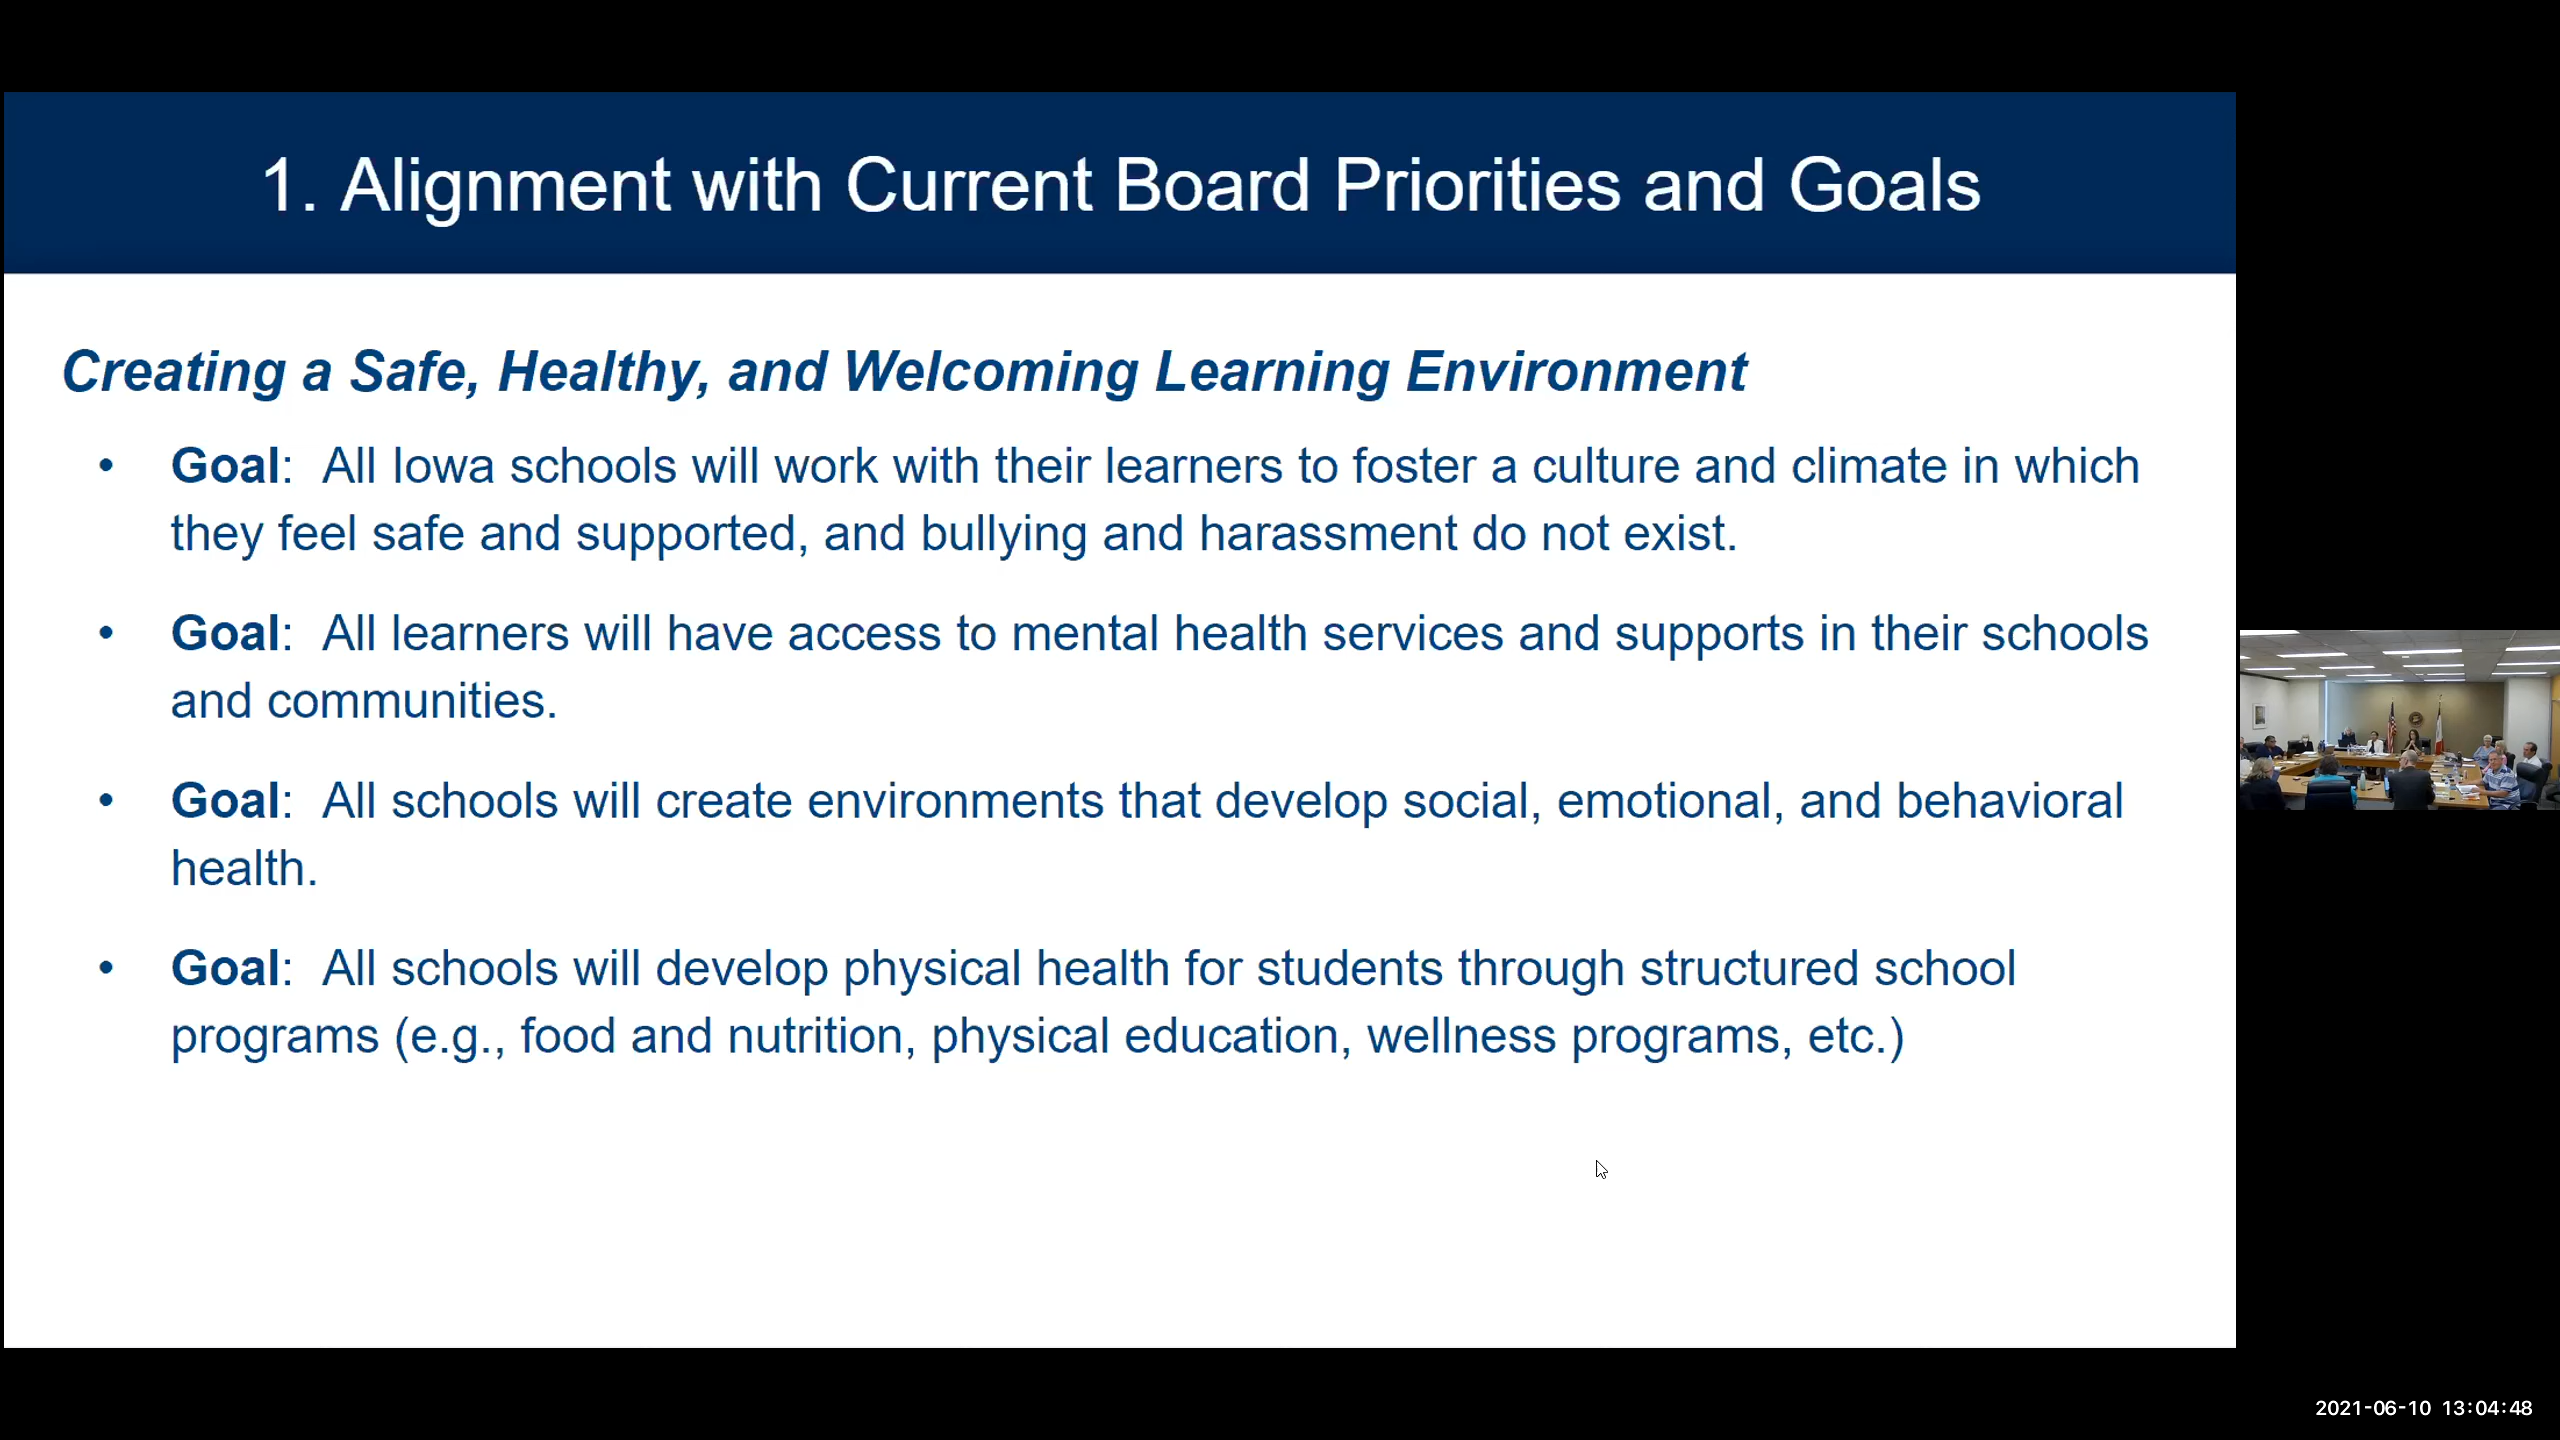 1. Alignment with Current Board Priorities and Goals
Creating a Safe, Healthy, and Welcoming Learning Environment
• Goal:  All Iowa schools will work with their learners to foster a culture and climate in which
they feel safe and supported, and bullying and harassment do not exist.
• Goal:  All learners will have access to mental health services and supports in their schools
and communities.
• Goal:  All schools will create environments that develop social, emotional, and behavioral
health.
• Goal:  All schools will develop physical health for students through structured school
programs (e.g., food and nutrition, physical education, wellness programs, etc.)
2021-06-10 13:04:48